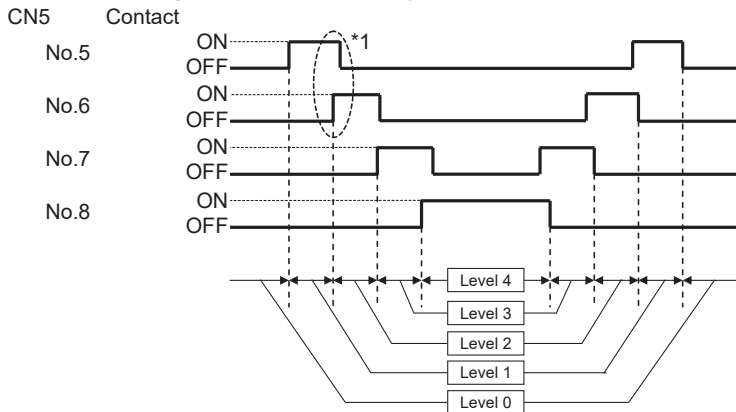 CN5 Contact
No.5 ON *1
OFF
No.6 ON
OFF
No.7 ON
OFF
No.8 ON
OFF
Level 4
Level 3
Level 2
Level 1
Level 0